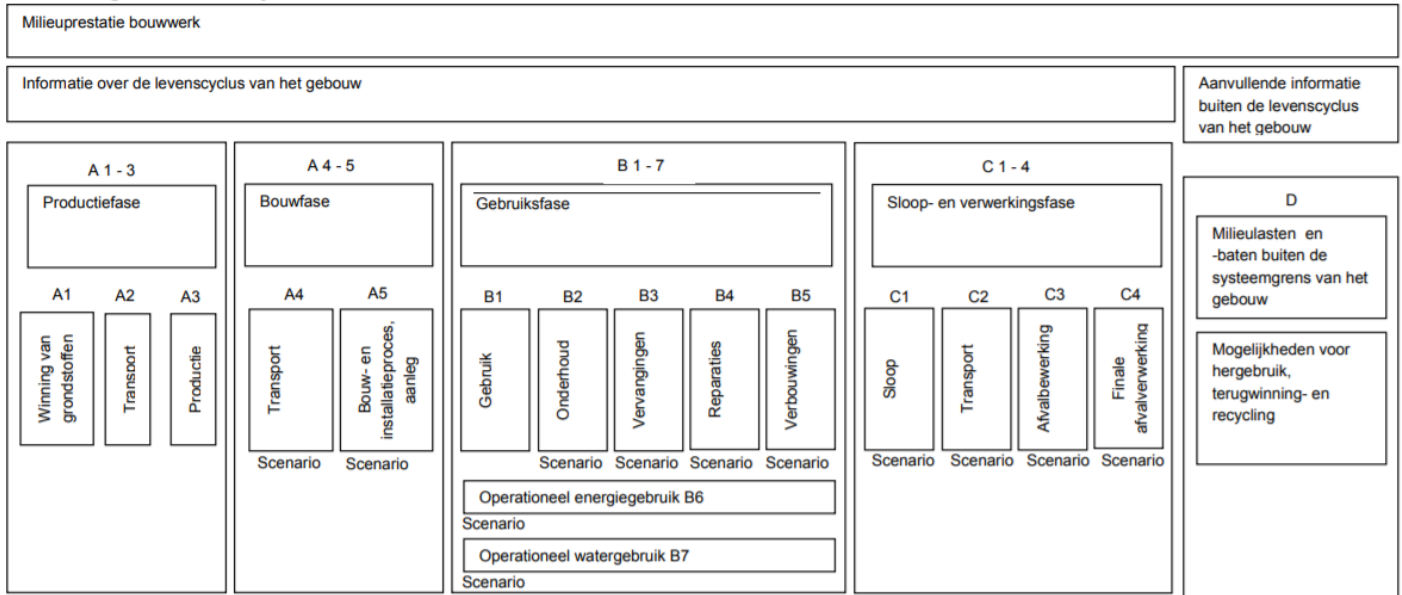 Milieuprestatie bouwwerk
Informatie over de levenscyclus van het gebouw
Aanvullende informatie
buiten de levenscyclus
van het gebouw
A 1 - 3
Productiefase
A1
A2
A3
Winning van
grondstoffen
Transport
Productie
A 4 - 5
Bouwfase
A4
A5
Transport
Bouw- en
installatieproces,
aanleg
Scenario
Scenario
B 1 - 7
Gebruiksfase
B1
B2
B3
B4
B5
Gebruik
Onderhoud
Vervangingen
Reparaties
Verbouwingen
Scenario
Scenario
Scenario
Scenario
Operationeel energiegebruik B6
Scenario
Operationeel watergebruik B7
Scenario
C 1 - 4
Sloop- en verwerkingsfase
C1
C2
C3
C4
Sloop
Transport
Afvalbewerking
Finale
afvalverwerking
Scenario
Scenario
Scenario
Scenario
D
Milieulasten en
-baten buiten de
systeemgrens van het
gebouw
Mogelijkheden voor
hergebruik,
terugwinning- en
recycling